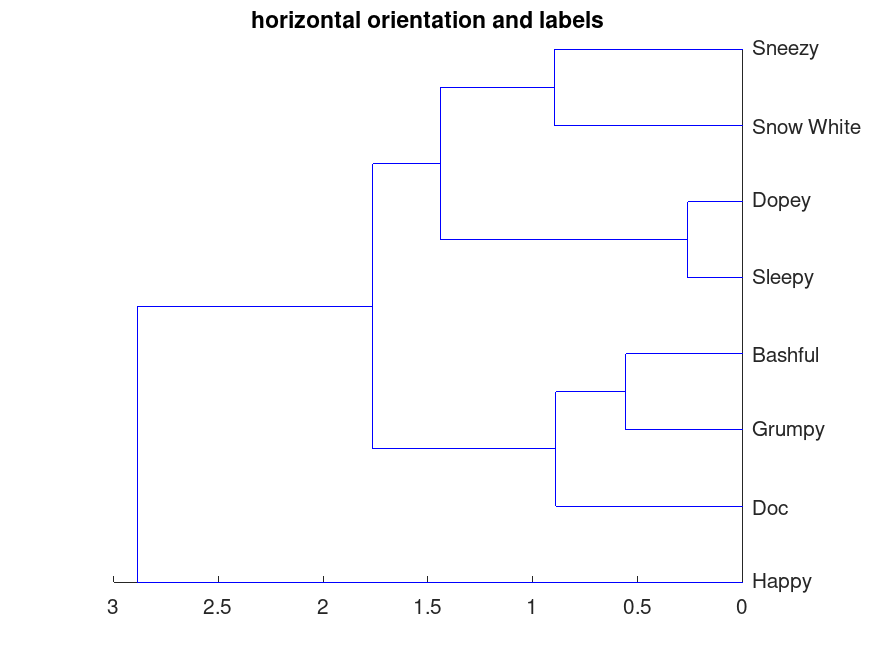 horizontal orientation and labels
Sneezy
Snow White
Dopey
Sleepy
Bashful
Grumpy
Doc
Happy
3 2.5 2 1.5 1 0.5 0